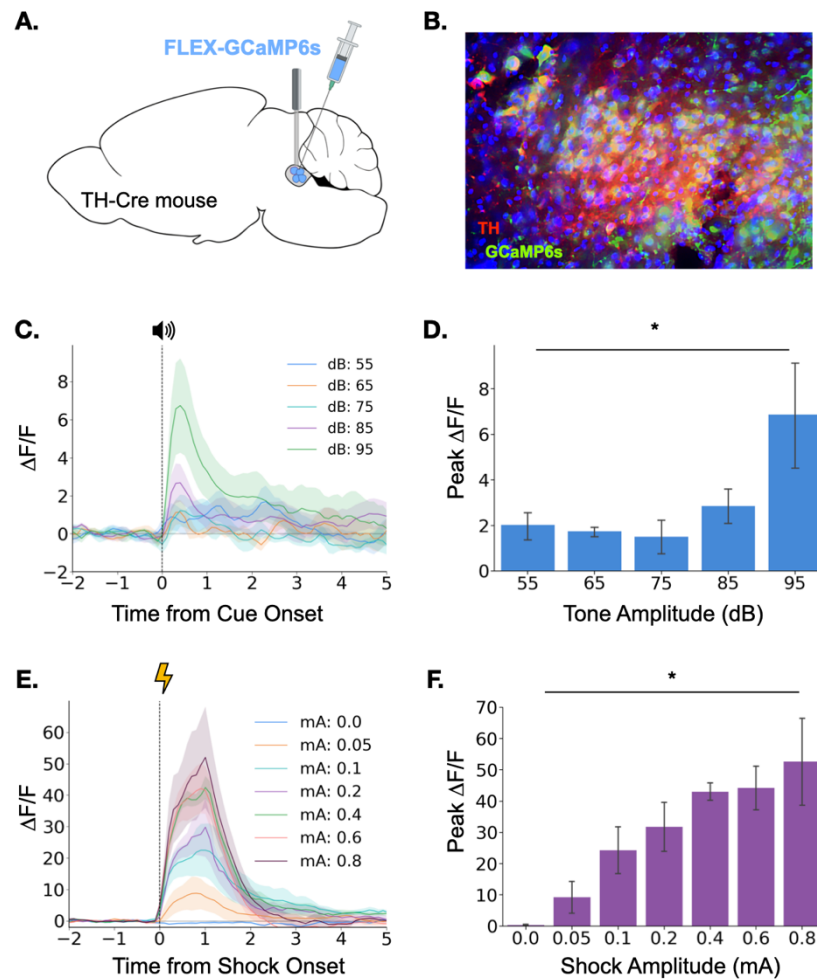 A.
FLEX-GCaMP6s
TH-Cre mouse
B.
TH
GCaMP6s
C.
ΔF/F
8
6
4
2
0
−2
−2 −1 0 1 2 3 4 5
Time from Cue Onset
dB: 55
dB: 65
dB: 75
dB: 85
dB: 95
D.
*
Peak ΔF/F
8
6
4
2
0
55 65 75 85 95
Tone Amplitude (dB)
E.
ΔF/F
60
50
40
30
20
10
0
−2 −1 0 1 2 3 4 5
Time from Shock Onset
mA: 0.0
mA: 0.05
mA: 0.1
mA: 0.2
mA: 0.4
mA: 0.6
mA: 0.8
F.
*
Peak ΔF/F
70
60
50
40
30
20
10
0
0.0 0.05 0.1 0.2 0.4 0.6 0.8
Shock Amplitude (mA)